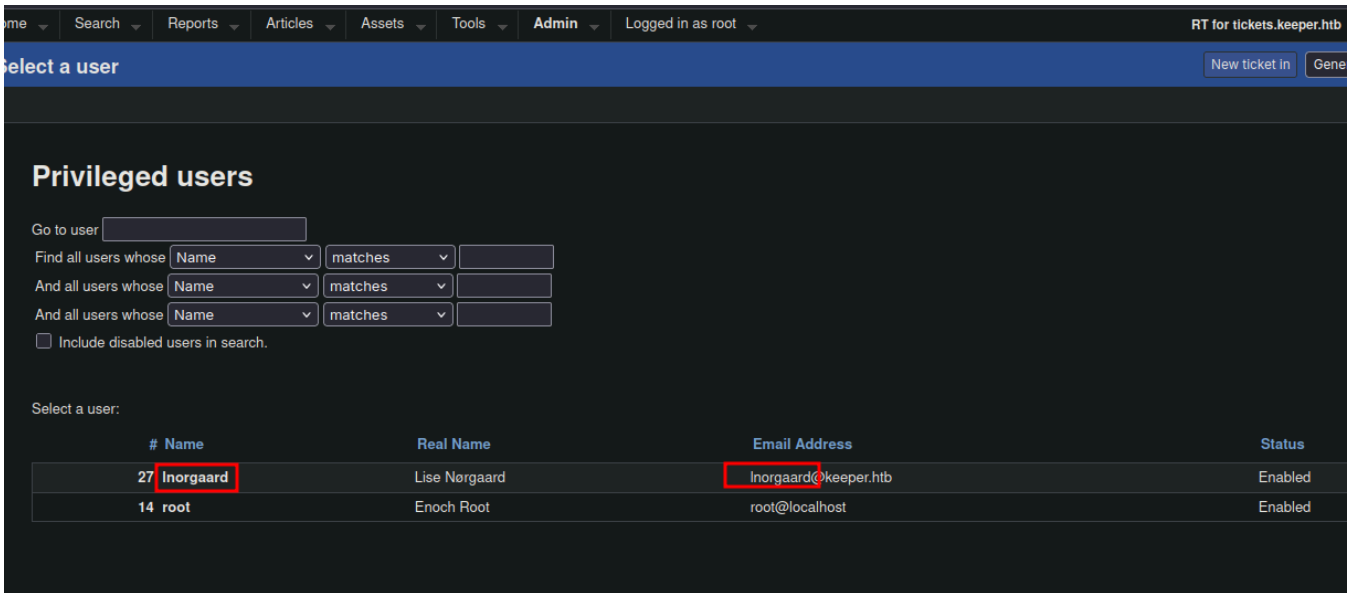 ome Search Reports Articles Assets Tools Admin Logged in as root RT for tickets.keeper.htb
Select a user New ticket in Gene
Privileged users
Go to user
Find all users whose Name matches
And all users whose Name matches
And all users whose Name matches
Include disabled users in search.
Select a user:
# Name Real Name Email Address Status
27 lnorgaard Lise Nørgaard lnorgaard@keeper.htb Enabled
14 root Enoch Root root@localhost Enabled